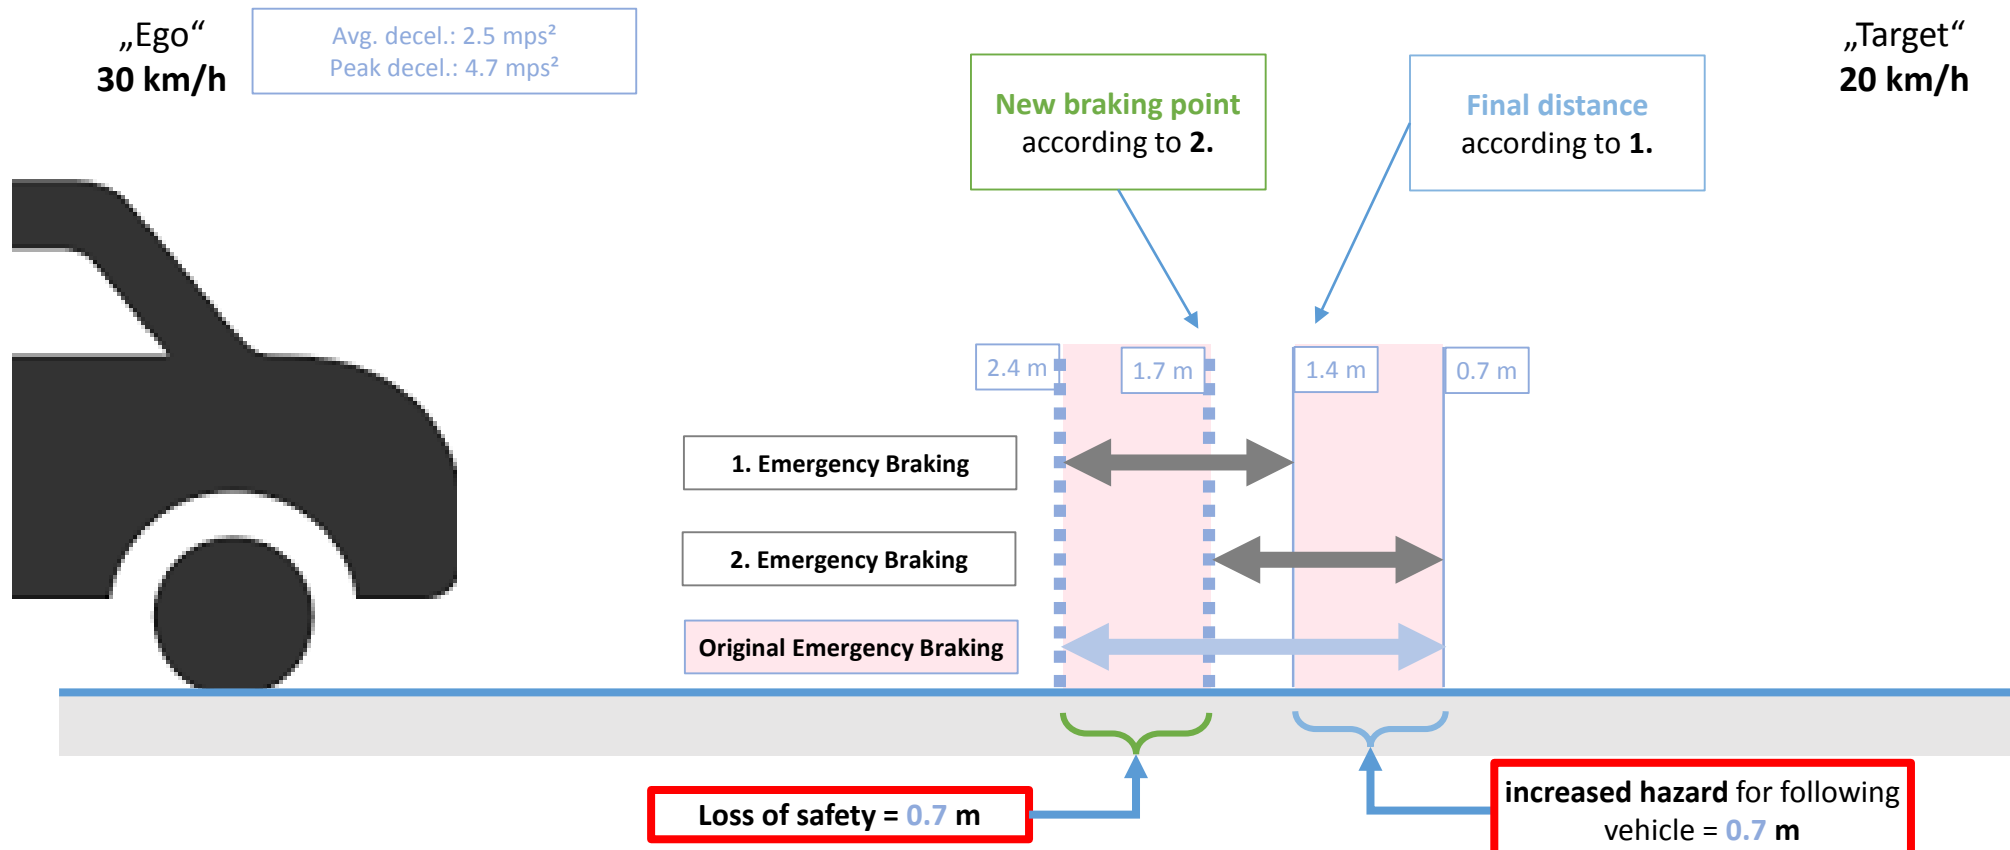 „Ego“
30 km/h
Avg. decel.: 2.5 mps²
Peak decel.: 4.7 mps²
„Target“
20 km/h
New braking point
according to 2.
Final distance
according to 1.
2.4 m
1.7 m
1.4 m
0.7 m
1. Emergency Braking
2. Emergency Braking
Original Emergency Braking
Loss of safety = 0.7 m
increased hazard for following
vehicle = 0.7 m